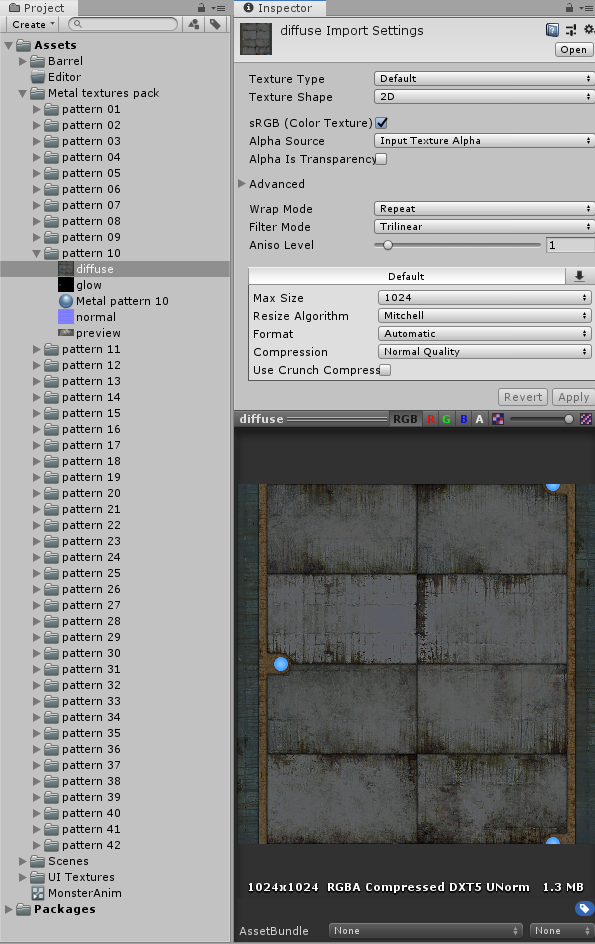 Project
Create
Assets
Barrel
Editor
Metal textures pack
pattern 01
pattern 02
pattern 03
pattern 04
pattern 05
pattern 06
pattern 07
pattern 08
pattern 09
pattern 10
diffuse
glow
Metal pattern 10
normal
preview
pattern 11
pattern 12
pattern 13
pattern 14
pattern 15
pattern 16
pattern 17
pattern 18
pattern 19
pattern 20
pattern 21
pattern 22
pattern 23
pattern 24
pattern 25
pattern 26
pattern 27
pattern 28
pattern 29
pattern 30
pattern 31
pattern 32
pattern 33
pattern 34
pattern 35
pattern 36
pattern 37
pattern 38
pattern 39
pattern 40
pattern 41
pattern 42
Scenes
UI Textures
MonsterAnim
Packages
Inspector
diffuse Import Settings
Open
Texture Type Default
Texture Shape 2D
sRGB (Color Texture)
Alpha Source Input Texture Alpha
Alpha Is Transparency
Advanced
Wrap Mode Repeat
Filter Mode Trilinear
Aniso Level 1
Default
Max Size 1024
Resize Algorithm Mitchell
Format Automatic
Compression Normal Quality
Use Crunch Compress
Revert Apply
diffuse RGB R G B A
1024x1024 RGBA Compressed DXT5 UNorm 1.3 MB
AssetBundle None None